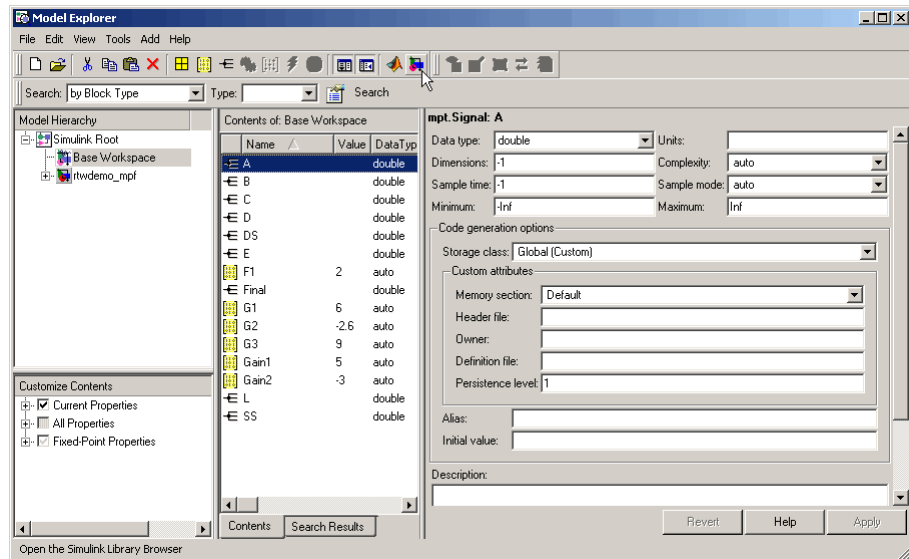 Model Explorer
File Edit View Tools Add Help
Search: by Block Type Type: Search
Model Hierarchy
Simulink Root
Base Workspace
rtwdemo_mpf
Customize Contents
Current Properties
All Properties
Fixed-Point Properties
Contents of: Base Workspace
Name Value DataTyp
A double
B double
C double
D double
DS double
E double
F1 2 auto
Final double
G1 6 auto
G2 -2.6 auto
G3 9 auto
Gain1 5 auto
Gain2 -3 auto
L double
SS double
Contents Search Results
mpt.Signal: A
Data type: double Units:
Dimensions: -1 Complexity: auto
Sample time: -1 Sample mode: auto
Minimum: -Inf Maximum: Inf
Code generation options
Storage class: Global (Custom)
Custom attributes
Memory section: Default
Header file:
Owner:
Definition file:
Persistence level: 1
Alias:
Initial value:
Description:
Revert Help Apply
Open the Simulink Library Browser